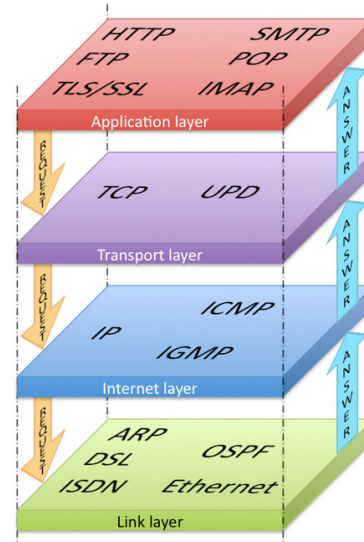 HTTP SMTP
FTP POP
TLS/SSL IMAP
Application layer
REQUEST
ANSWER
TCP UPD
Transport layer
REQUEST
ANSWER
ICMP
IP
IGMP
Internet layer
REQUEST
ANSWER
ARP
OSPF
DSL
ISDN Ethernet
Link layer